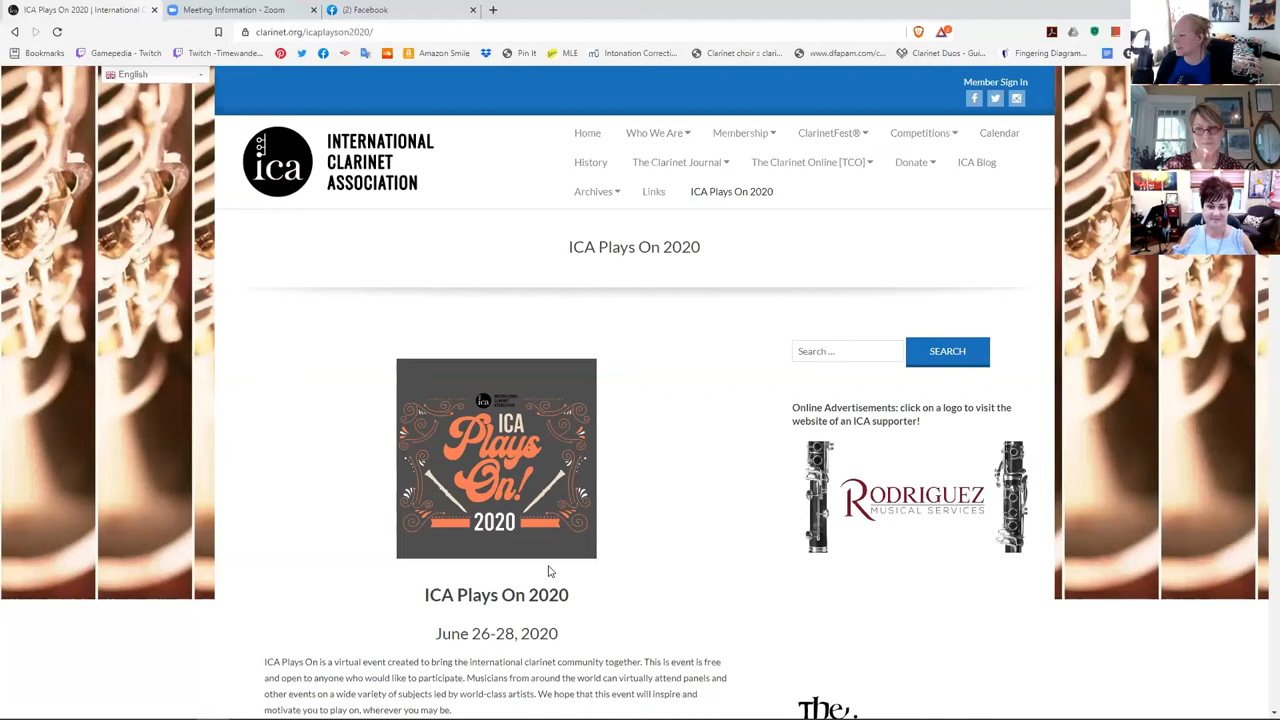 ICA Plays On 2020 | International C
Meeting Information - Zoom
(2) Facebook
clarinet.org/icaplayson2020/
Bookmarks
Gamepedia - Twitch
Twitch -Timewande...
Amazon Smile
Pin It
MLE
Intonation Correcti...
Clarinet choir :: clari...
www.dfapam.com/c...
Clarinet Duos - Gui...
Fingering Diagram...
English
Member Sign In
ica
INTERNATIONAL
CLARINET
ASSOCIATION
Home
Who We Are
Membership
ClarinetFest®
Competitions
Calendar
History
The Clarinet Journal
The Clarinet Online [TCO]
Donate
ICA Blog
Archives
Links
ICA Plays On 2020
ICA Plays On 2020
Search ...
SEARCH
Online Advertisements: click on a logo to visit the
website of an ICA supporter!
ica INTERNATIONAL
CLARINET
ASSOCIATION
ICA
Plays
On!
2020
RODRIGUEZ
MUSICAL SERVICES
ICA Plays On 2020
June 26-28, 2020
ICA Plays On is a virtual event created to bring the international clarinet community together. This is event is free
and open to anyone who would like to participate. Musicians from around the world can virtually attend panels and
other events on a wide variety of subjects led by world-class artists. We hope that this event will inspire and
motivate you to play on, wherever you may be.
The.